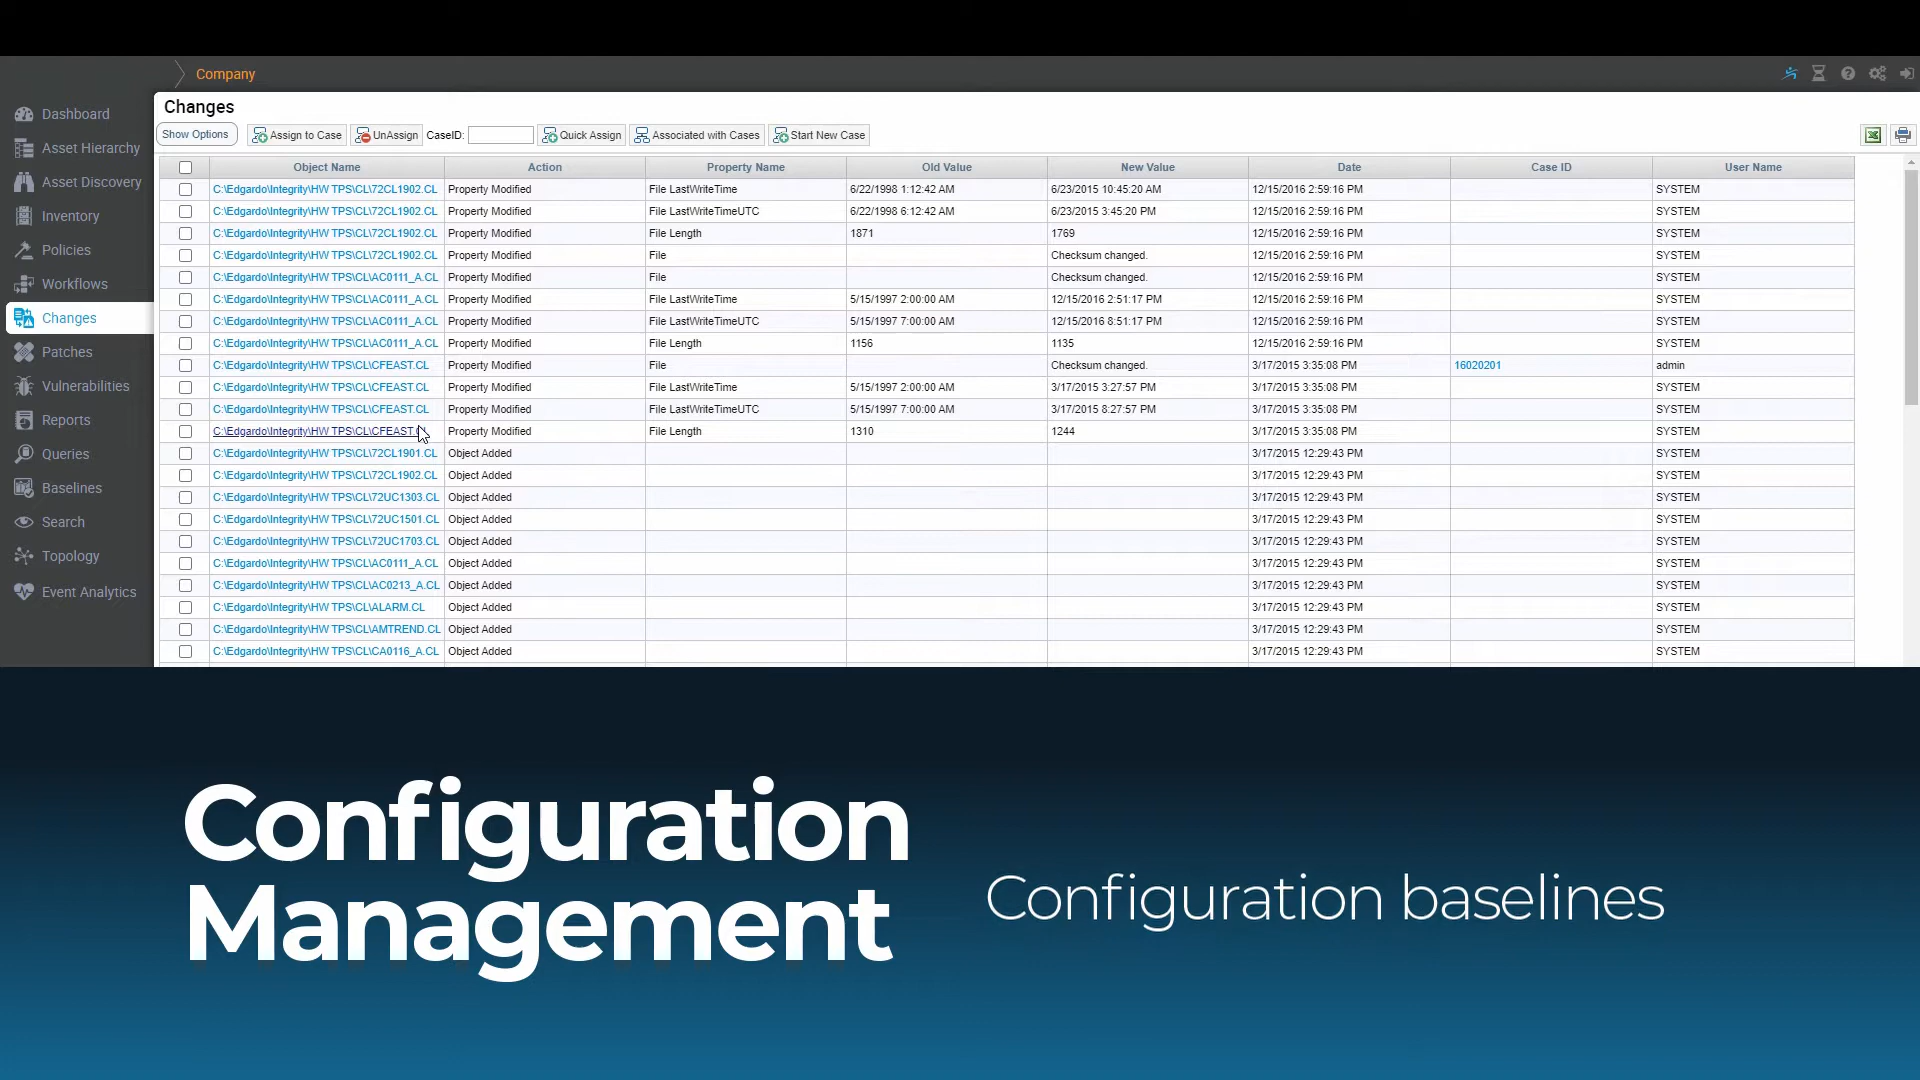 Company
Dashboard
Asset Hierarchy
Asset Discovery
Inventory
Policies
Workflows
Changes
Patches
Vulnerabilities
Reports
Queries
Baselines
Search
Topology
Event Analytics
Changes
Show Options Assign to Case UnAssign CaseID: Quick Assign Associated with Cases Start New Case
Object Name Action Property Name Old Value New Value Date Case ID User Name
C:\Edgardo\Integrity\HW TPS\CL\72CL1902.CL Property Modified File LastWriteTime 6/22/1998 1:12:42 AM 6/23/2015 10:45:20 AM 12/15/2016 2:59:16 PM SYSTEM
C:\Edgardo\Integrity\HW TPS\CL\72CL1902.CL Property Modified File LastWriteTimeUTC 6/22/1998 6:12:42 AM 6/23/2015 3:45:20 PM 12/15/2016 2:59:16 PM SYSTEM
C:\Edgardo\Integrity\HW TPS\CL\72CL1902.CL Property Modified File Length 1871 1769 12/15/2016 2:59:16 PM SYSTEM
C:\Edgardo\Integrity\HW TPS\CL\72CL1902.CL Property Modified File Checksum changed. 12/15/2016 2:59:16 PM SYSTEM
C:\Edgardo\Integrity\HW TPS\CL\AC0111_A.CL Property Modified File Checksum changed. 12/15/2016 2:59:16 PM SYSTEM
C:\Edgardo\Integrity\HW TPS\CL\AC0111_A.CL Property Modified File LastWriteTime 5/15/1997 2:00:00 AM 12/15/2016 2:51:17 PM 12/15/2016 2:59:16 PM SYSTEM
C:\Edgardo\Integrity\HW TPS\CL\AC0111_A.CL Property Modified File LastWriteTimeUTC 5/15/1997 7:00:00 AM 12/15/2016 8:51:17 PM 12/15/2016 2:59:16 PM SYSTEM
C:\Edgardo\Integrity\HW TPS\CL\AC0111_A.CL Property Modified File Length 1156 1135 12/15/2016 2:59:16 PM SYSTEM
C:\Edgardo\Integrity\HW TPS\CL\CFEAST.CL Property Modified File Checksum changed. 3/17/2015 3:35:08 PM 16020201 admin
C:\Edgardo\Integrity\HW TPS\CL\CFEAST.CL Property Modified File LastWriteTime 5/15/1997 2:00:00 AM 3/17/2015 3:27:57 PM 3/17/2015 3:35:08 PM SYSTEM
C:\Edgardo\Integrity\HW TPS\CL\CFEAST.CL Property Modified File LastWriteTimeUTC 5/15/1997 7:00:00 AM 3/17/2015 8:27:57 PM 3/17/2015 3:35:08 PM SYSTEM
C:\Edgardo\Integrity\HW TPS\CL\CFEAST.CL Property Modified File Length 1310 1244 3/17/2015 3:35:08 PM SYSTEM
C:\Edgardo\Integrity\HW TPS\CL\72CL1901.CL Object Added 3/17/2015 12:29:43 PM SYSTEM
C:\Edgardo\Integrity\HW TPS\CL\72CL1902.CL Object Added 3/17/2015 12:29:43 PM SYSTEM
C:\Edgardo\Integrity\HW TPS\CL\72UC1303.CL Object Added 3/17/2015 12:29:43 PM SYSTEM
C:\Edgardo\Integrity\HW TPS\CL\72UC1501.CL Object Added 3/17/2015 12:29:43 PM SYSTEM
C:\Edgardo\Integrity\HW TPS\CL\72UC1703.CL Object Added 3/17/2015 12:29:43 PM SYSTEM
C:\Edgardo\Integrity\HW TPS\CL\AC0111_A.CL Object Added 3/17/2015 12:29:43 PM SYSTEM
C:\Edgardo\Integrity\HW TPS\CL\AC0213_A.CL Object Added 3/17/2015 12:29:43 PM SYSTEM
C:\Edgardo\Integrity\HW TPS\CL\ALARM.CL Object Added 3/17/2015 12:29:43 PM SYSTEM
C:\Edgardo\Integrity\HW TPS\CL\AMTREND.CL Object Added 3/17/2015 12:29:43 PM SYSTEM
C:\Edgardo\Integrity\HW TPS\CL\CA0116_A.CL Object Added 3/17/2015 12:29:43 PM SYSTEM
Configuration
Management
Configuration baselines